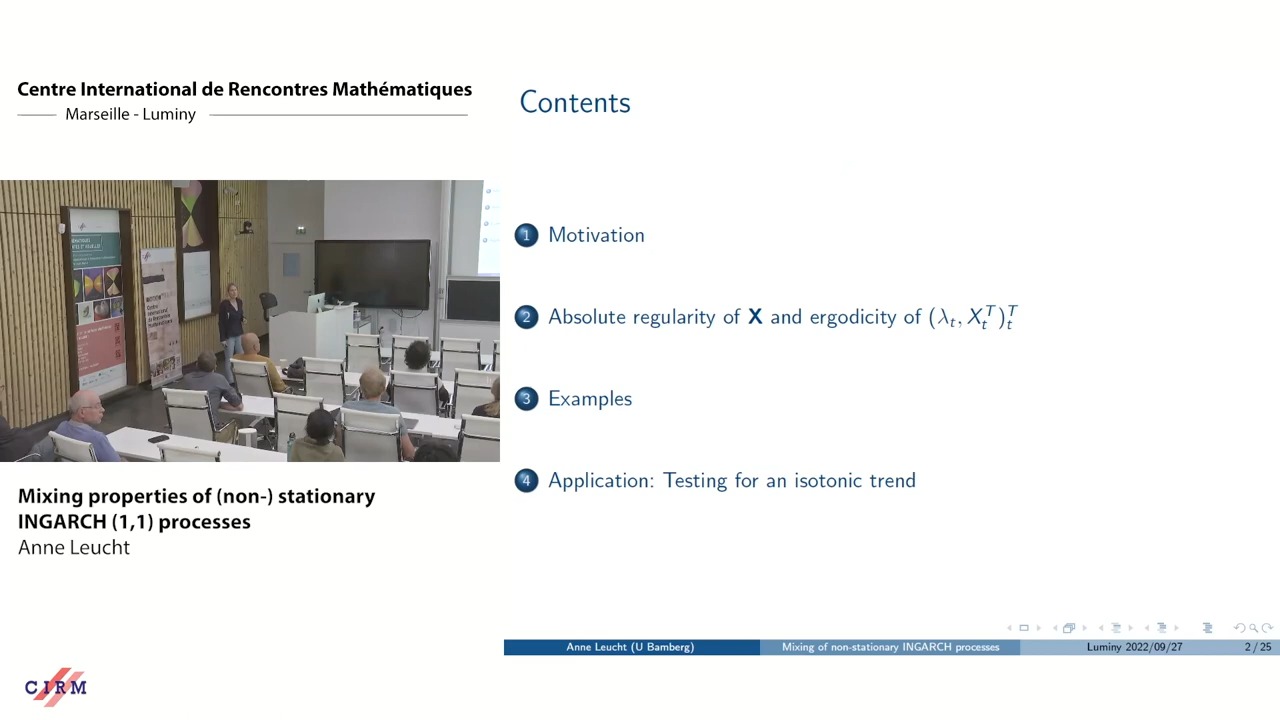 Centre International de Rencontres Mathématiques
Marseille - Luminy
Mixing properties of (non-) stationary
INGARCH (1,1) processes
Anne Leucht
CIRM
Contents
1 Motivation
2 Absolute regularity of X and ergodicity of (λ_t, X_t^T)_t^T
3 Examples
4 Application: Testing for an isotonic trend
Anne Leucht (U Bamberg) Mixing of non-stationary INGARCH processes Luminy 2022/09/27 2 / 25